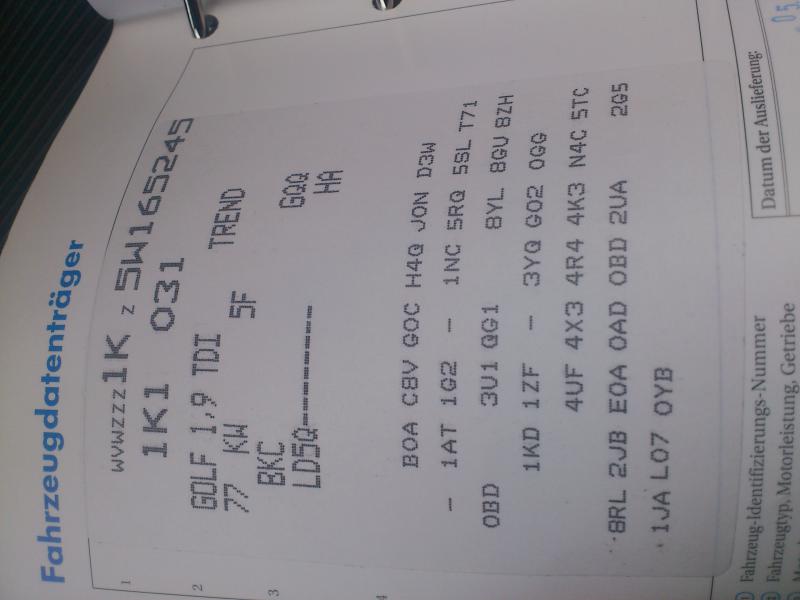 Fahrzeugdatenträger
1
WVWZZZ1K Z 5W165245
1K1 031
2
GOLF 1,9 TDI TREND
77 KW 5F
3
BKC GQQ
LD5Q------- HA
4
B0A C8V G0C H4Q J0N D3W
- 1AT 1G2 - 1NC 5RQ 5SL T71
0BD 3U1 QG1 8YL 8GU 8ZH
1KD 1ZF - 3YQ G02 0GG
4UF 4X3 4R4 4K3 N4C 5TC
8RL 2JB E0A 0AD 0BD 2UA 2G5
1JA L07 0YB
Datum der Auslieferung:
05
Fahrzeug-Identifizierungs-Nummer
Fahrzeugtyp, Motorleistung, Getriebe